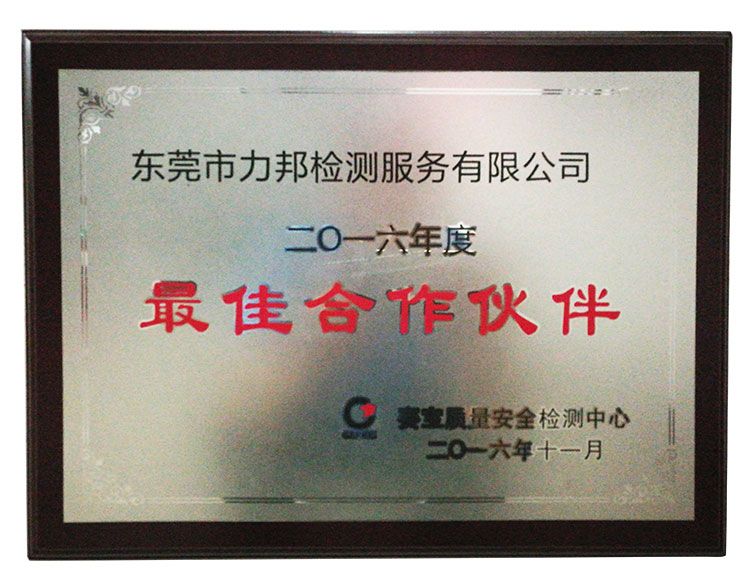 东莞市力邦检测服务有限公司
二〇一六年度
最佳合作伙伴
赛宝质量安全检测中心
二〇一六年十一月